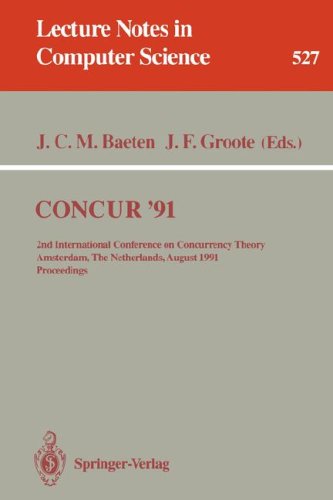 Lecture Notes in
Computer Science
527
J. C. M. Baeten J. F. Groote (Eds.)
CONCUR '91
2nd International Conference on Concurrency Theory
Amsterdam, The Netherlands, August 1991
Proceedings
Springer-Verlag